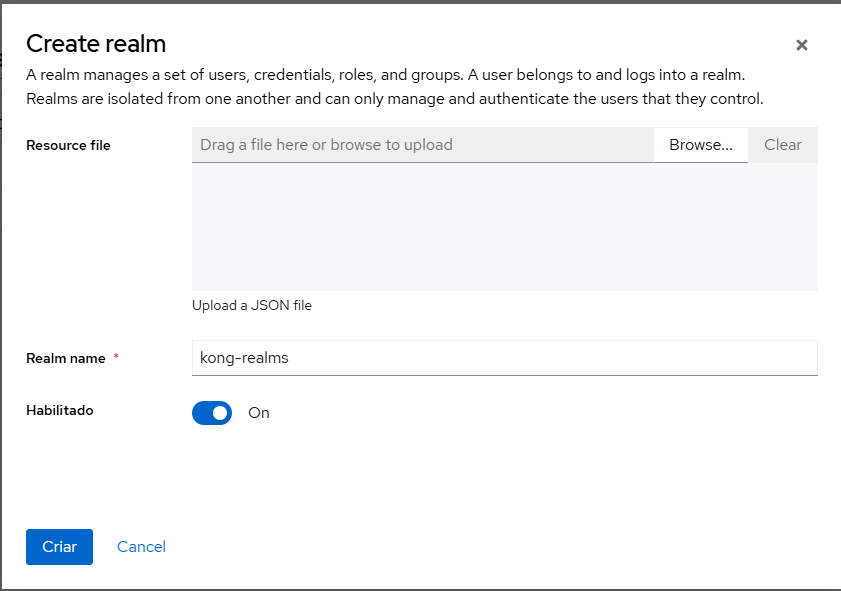 Create realm
A realm manages a set of users, credentials, roles, and groups. A user belongs to and logs into a realm.
Realms are isolated from one another and can only manage and authenticate the users that they control.
Resource file
Drag a file here or browse to upload
Browse...
Clear
Upload a JSON file
Realm name *
kong-realms
Habilitado
On
Criar
Cancel